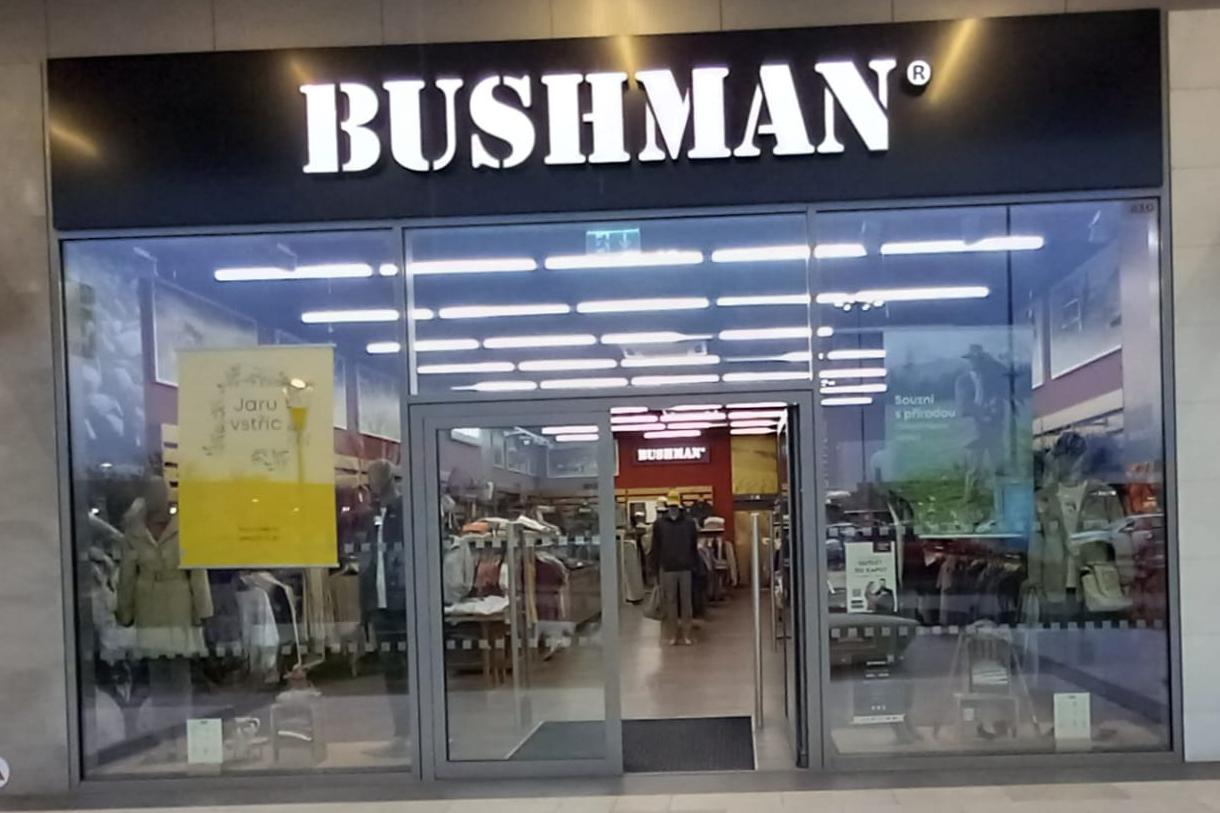 BUSHMAN®
Jaru
vstříc
Souzní
s přírodou
BUSHMAN®